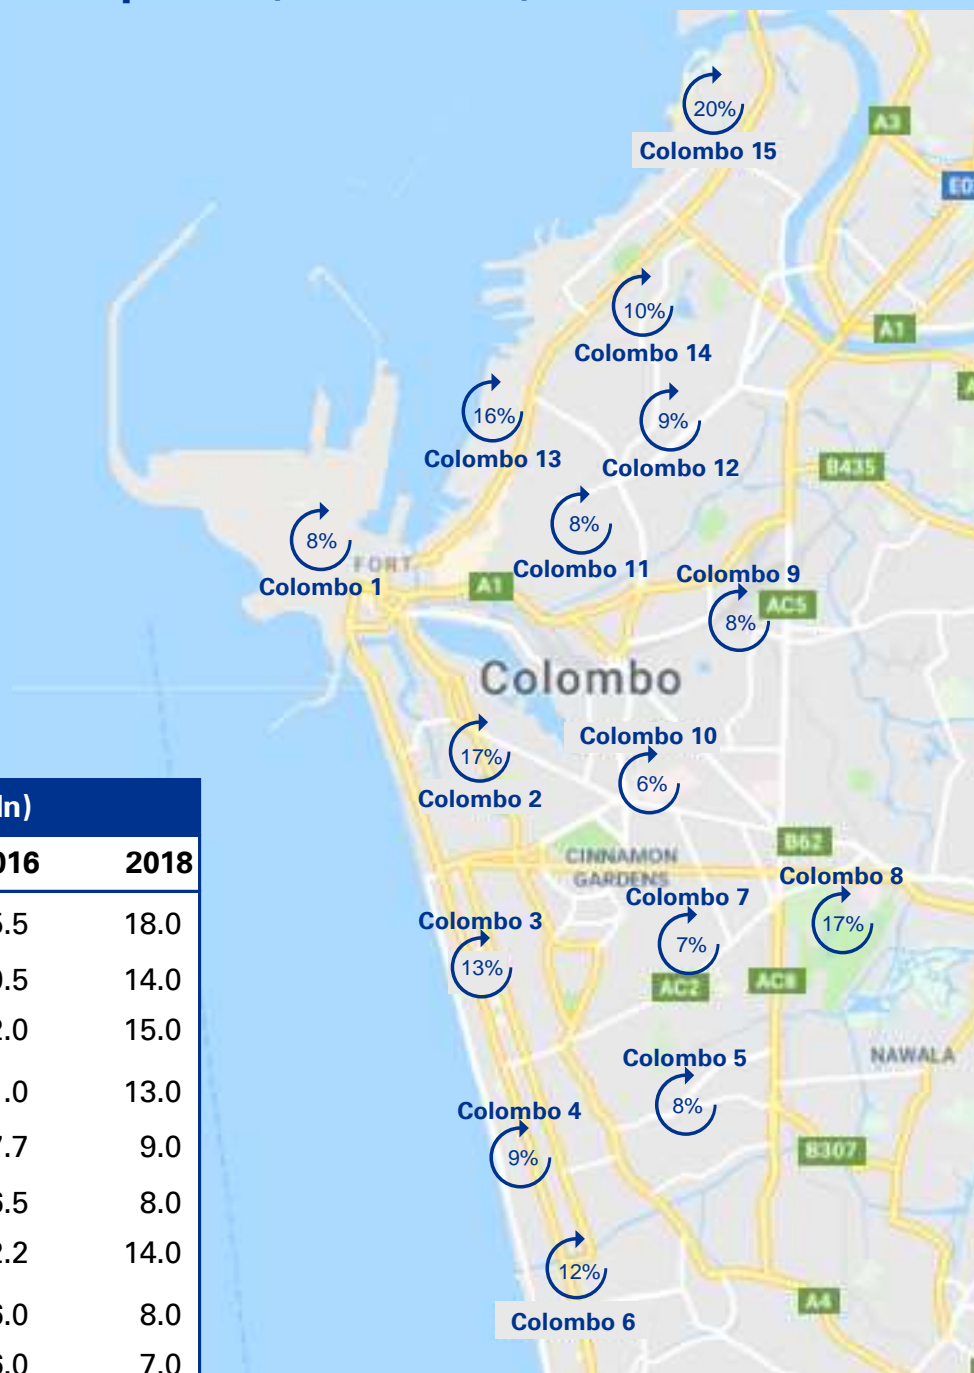 20%
Colombo 15
A3
10%
Colombo 14
A1
16%
Colombo 13
9%
Colombo 12
B435
8%
Colombo 1
FORT
8%
Colombo 11
A1
Colombo 9
8%
AC5
Colombo
17%
Colombo 2
Colombo 10
6%
B62
CINNAMON
GARDENS
Colombo 8
17%
Colombo 7
7%
AC2
AC8
Colombo 3
13%
NAWALA
Colombo 5
8%
Colombo 4
9%
B307
12%
Colombo 6
A4
2018
18.0
14.0
15.0
13.0
9.0
8.0
14.0
8.0
7.0